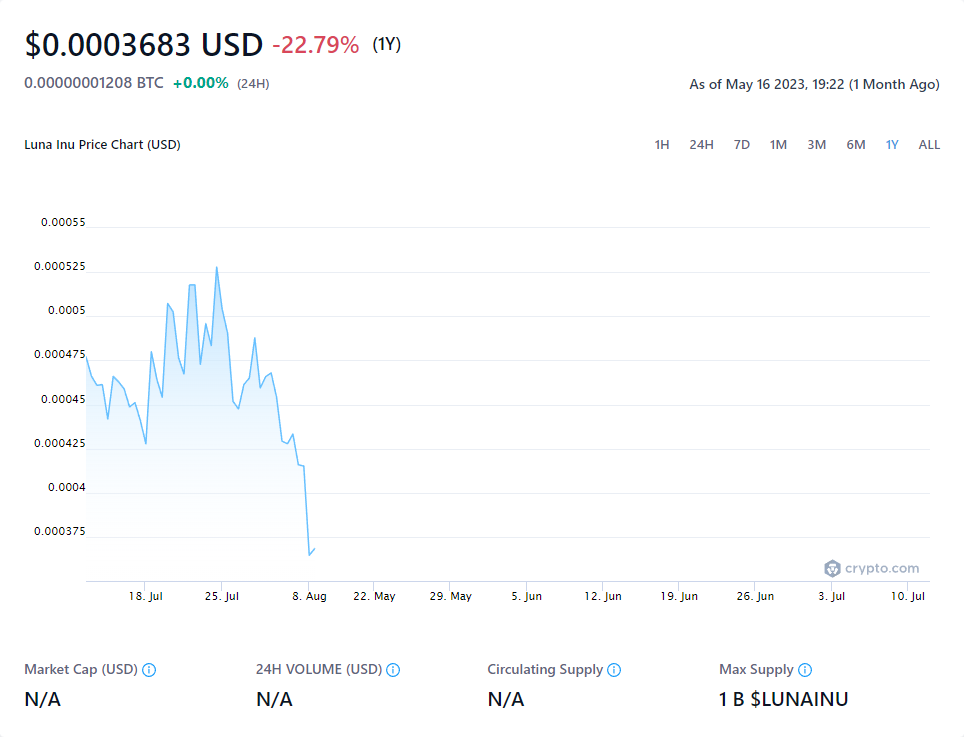 $0.0003683 USD -22.79% (1Y)
0.00000001208 BTC +0.00% (24H)
As of May 16 2023, 19:22 (1 Month Ago)
Luna Inu Price Chart (USD)
1H 24H 7D 1M 3M 6M 1Y ALL
0.00055
0.000525
0.0005
0.000475
0.00045
0.000425
0.0004
0.000375
crypto.com
18. Jul 25. Jul 8. Aug 22. May 29. May 5. Jun 12. Jun 19. Jun 26. Jun 3. Jul 10. Jul
Market Cap (USD) 24H VOLUME (USD) Circulating Supply Max Supply
N/A N/A N/A 1 B $LUNAINU